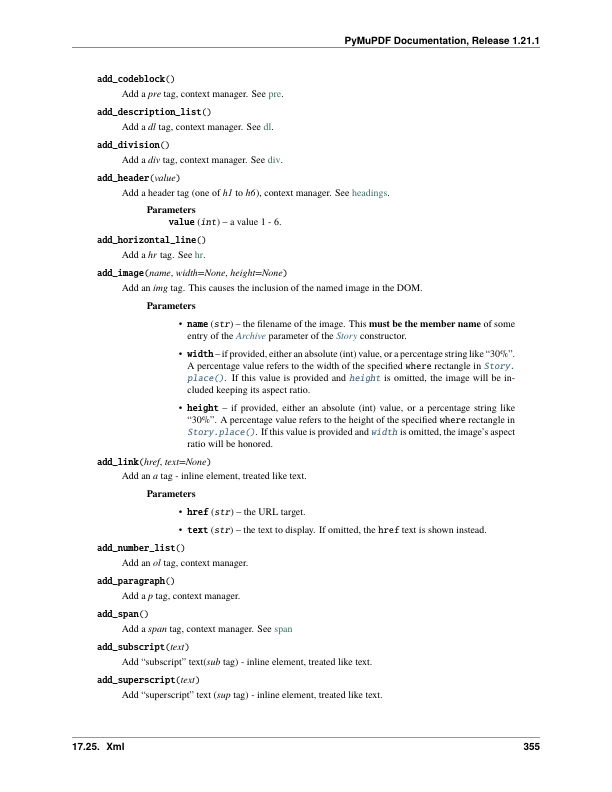 PyMuPDF Documentation, Release 1.21.1
add_codeblock()
Add a pre tag, context manager. See pre.
add_description_list()
Add a dl tag, context manager. See dl.
add_division()
Add a div tag, context manager. See div.
add_header(value)
Add a header tag (one of h1 to h6), context manager. See headings.
Parameters
value (int) – a value 1 - 6.
add_horizontal_line()
Add a hr tag. See hr.
add_image(name, width=None, height=None)
Add an img tag. This causes the inclusion of the named image in the DOM.
Parameters
• name (str) – the filename of the image. This must be the member name of some
entry of the Archive parameter of the Story constructor.
• width – if provided, either an absolute (int) value, or a percentage string like “30%”.
A percentage value refers to the width of the specified where rectangle in Story.
place(). If this value is provided and height is omitted, the image will be in-
cluded keeping its aspect ratio.
• height – if provided, either an absolute (int) value, or a percentage string like
“30%”. A percentage value refers to the height of the specified where rectangle in
Story.place(). If this value is provided and width is omitted, the image’s aspect
ratio will be honored.
add_link(href, text=None)
Add an a tag - inline element, treated like text.
Parameters
• href (str) – the URL target.
• text (str) – the text to display. If omitted, the href text is shown instead.
add_number_list()
Add an ol tag, context manager.
add_paragraph()
Add a p tag, context manager.
add_span()
Add a span tag, context manager. See span
add_subscript(text)
Add “subscript” text(sub tag) - inline element, treated like text.
add_superscript(text)
Add “superscript” text (sup tag) - inline element, treated like text.
17.25. Xml
355